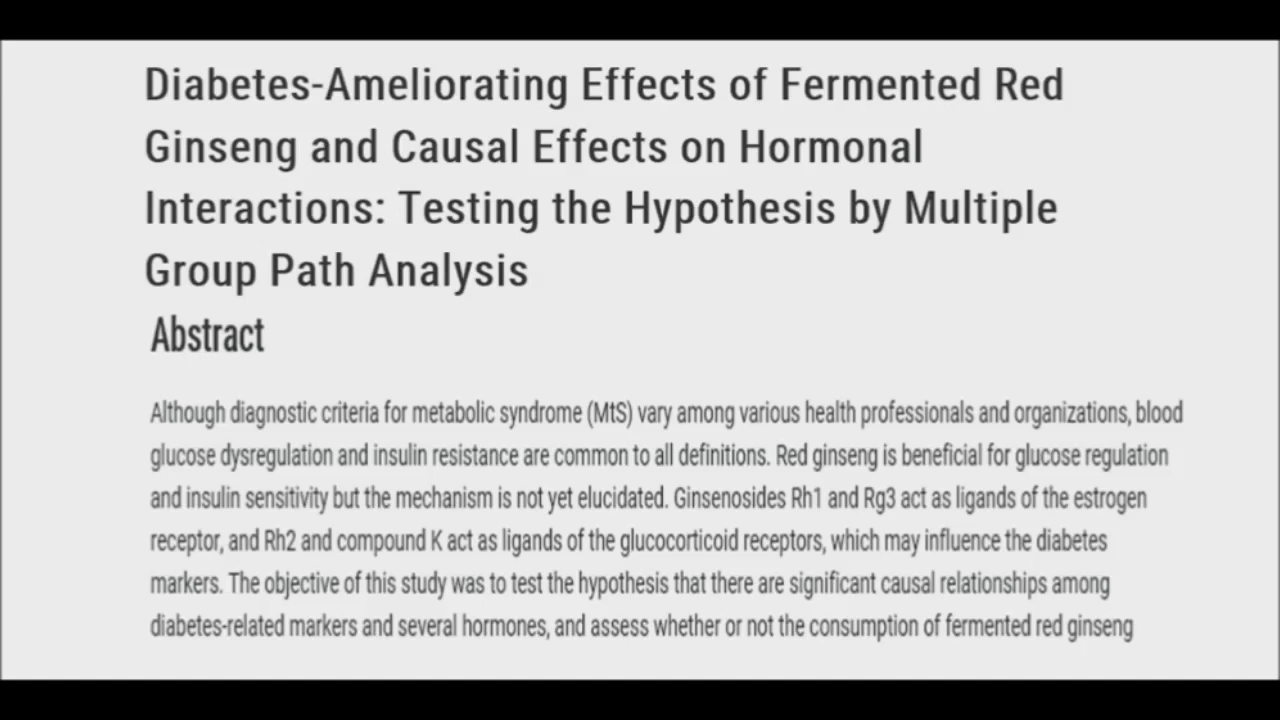 Diabetes-Ameliorating Effects of Fermented Red
Ginseng and Causal Effects on Hormonal
Interactions: Testing the Hypothesis by Multiple
Group Path Analysis
Abstract
Although diagnostic criteria for metabolic syndrome (MtS) vary among various health professionals and organizations, blood
glucose dysregulation and insulin resistance are common to all definitions. Red ginseng is beneficial for glucose regulation
and insulin sensitivity but the mechanism is not yet elucidated. Ginsenosides Rh1 and Rg3 act as ligands of the estrogen
receptor, and Rh2 and compound K act as ligands of the glucocorticoid receptors, which may influence the diabetes
markers. The objective of this study was to test the hypothesis that there are significant causal relationships among
diabetes-related markers and several hormones, and assess whether or not the consumption of fermented red ginseng